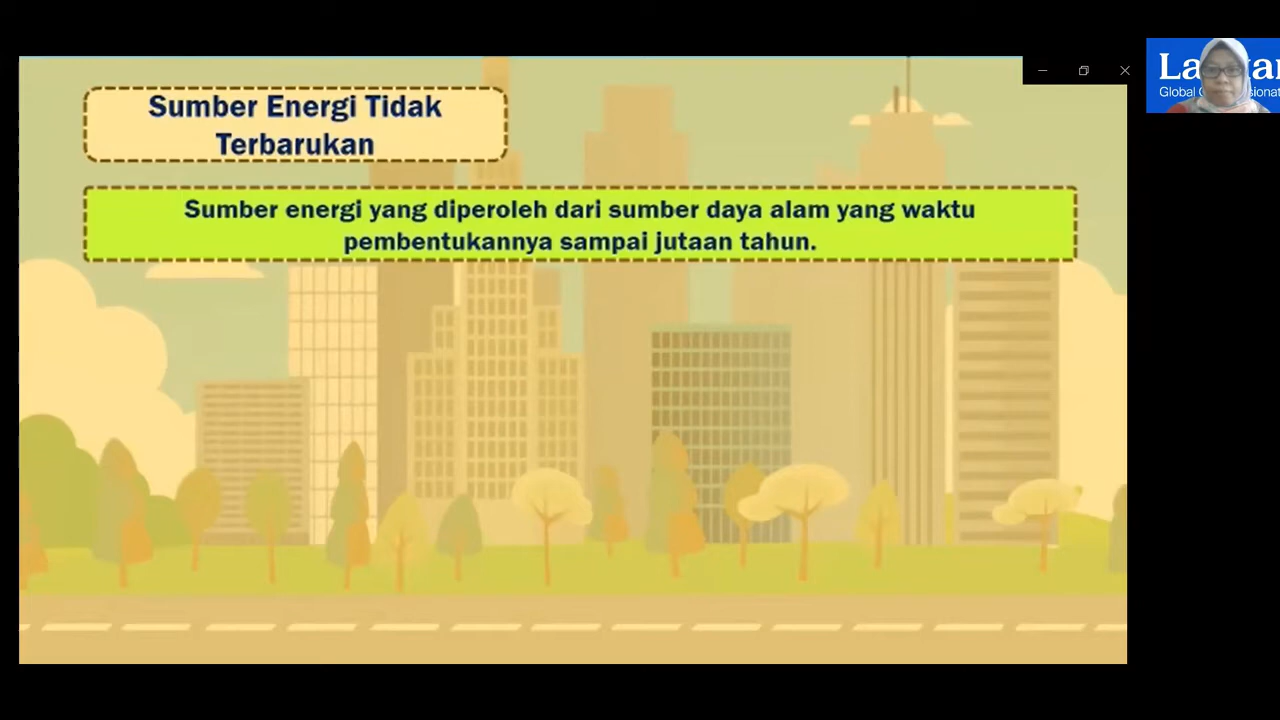 Sumber Energi Tidak
Terbarukan
Sumber energi yang diperoleh dari sumber daya alam yang waktu
pembentukannya sampai jutaan tahun.
Global